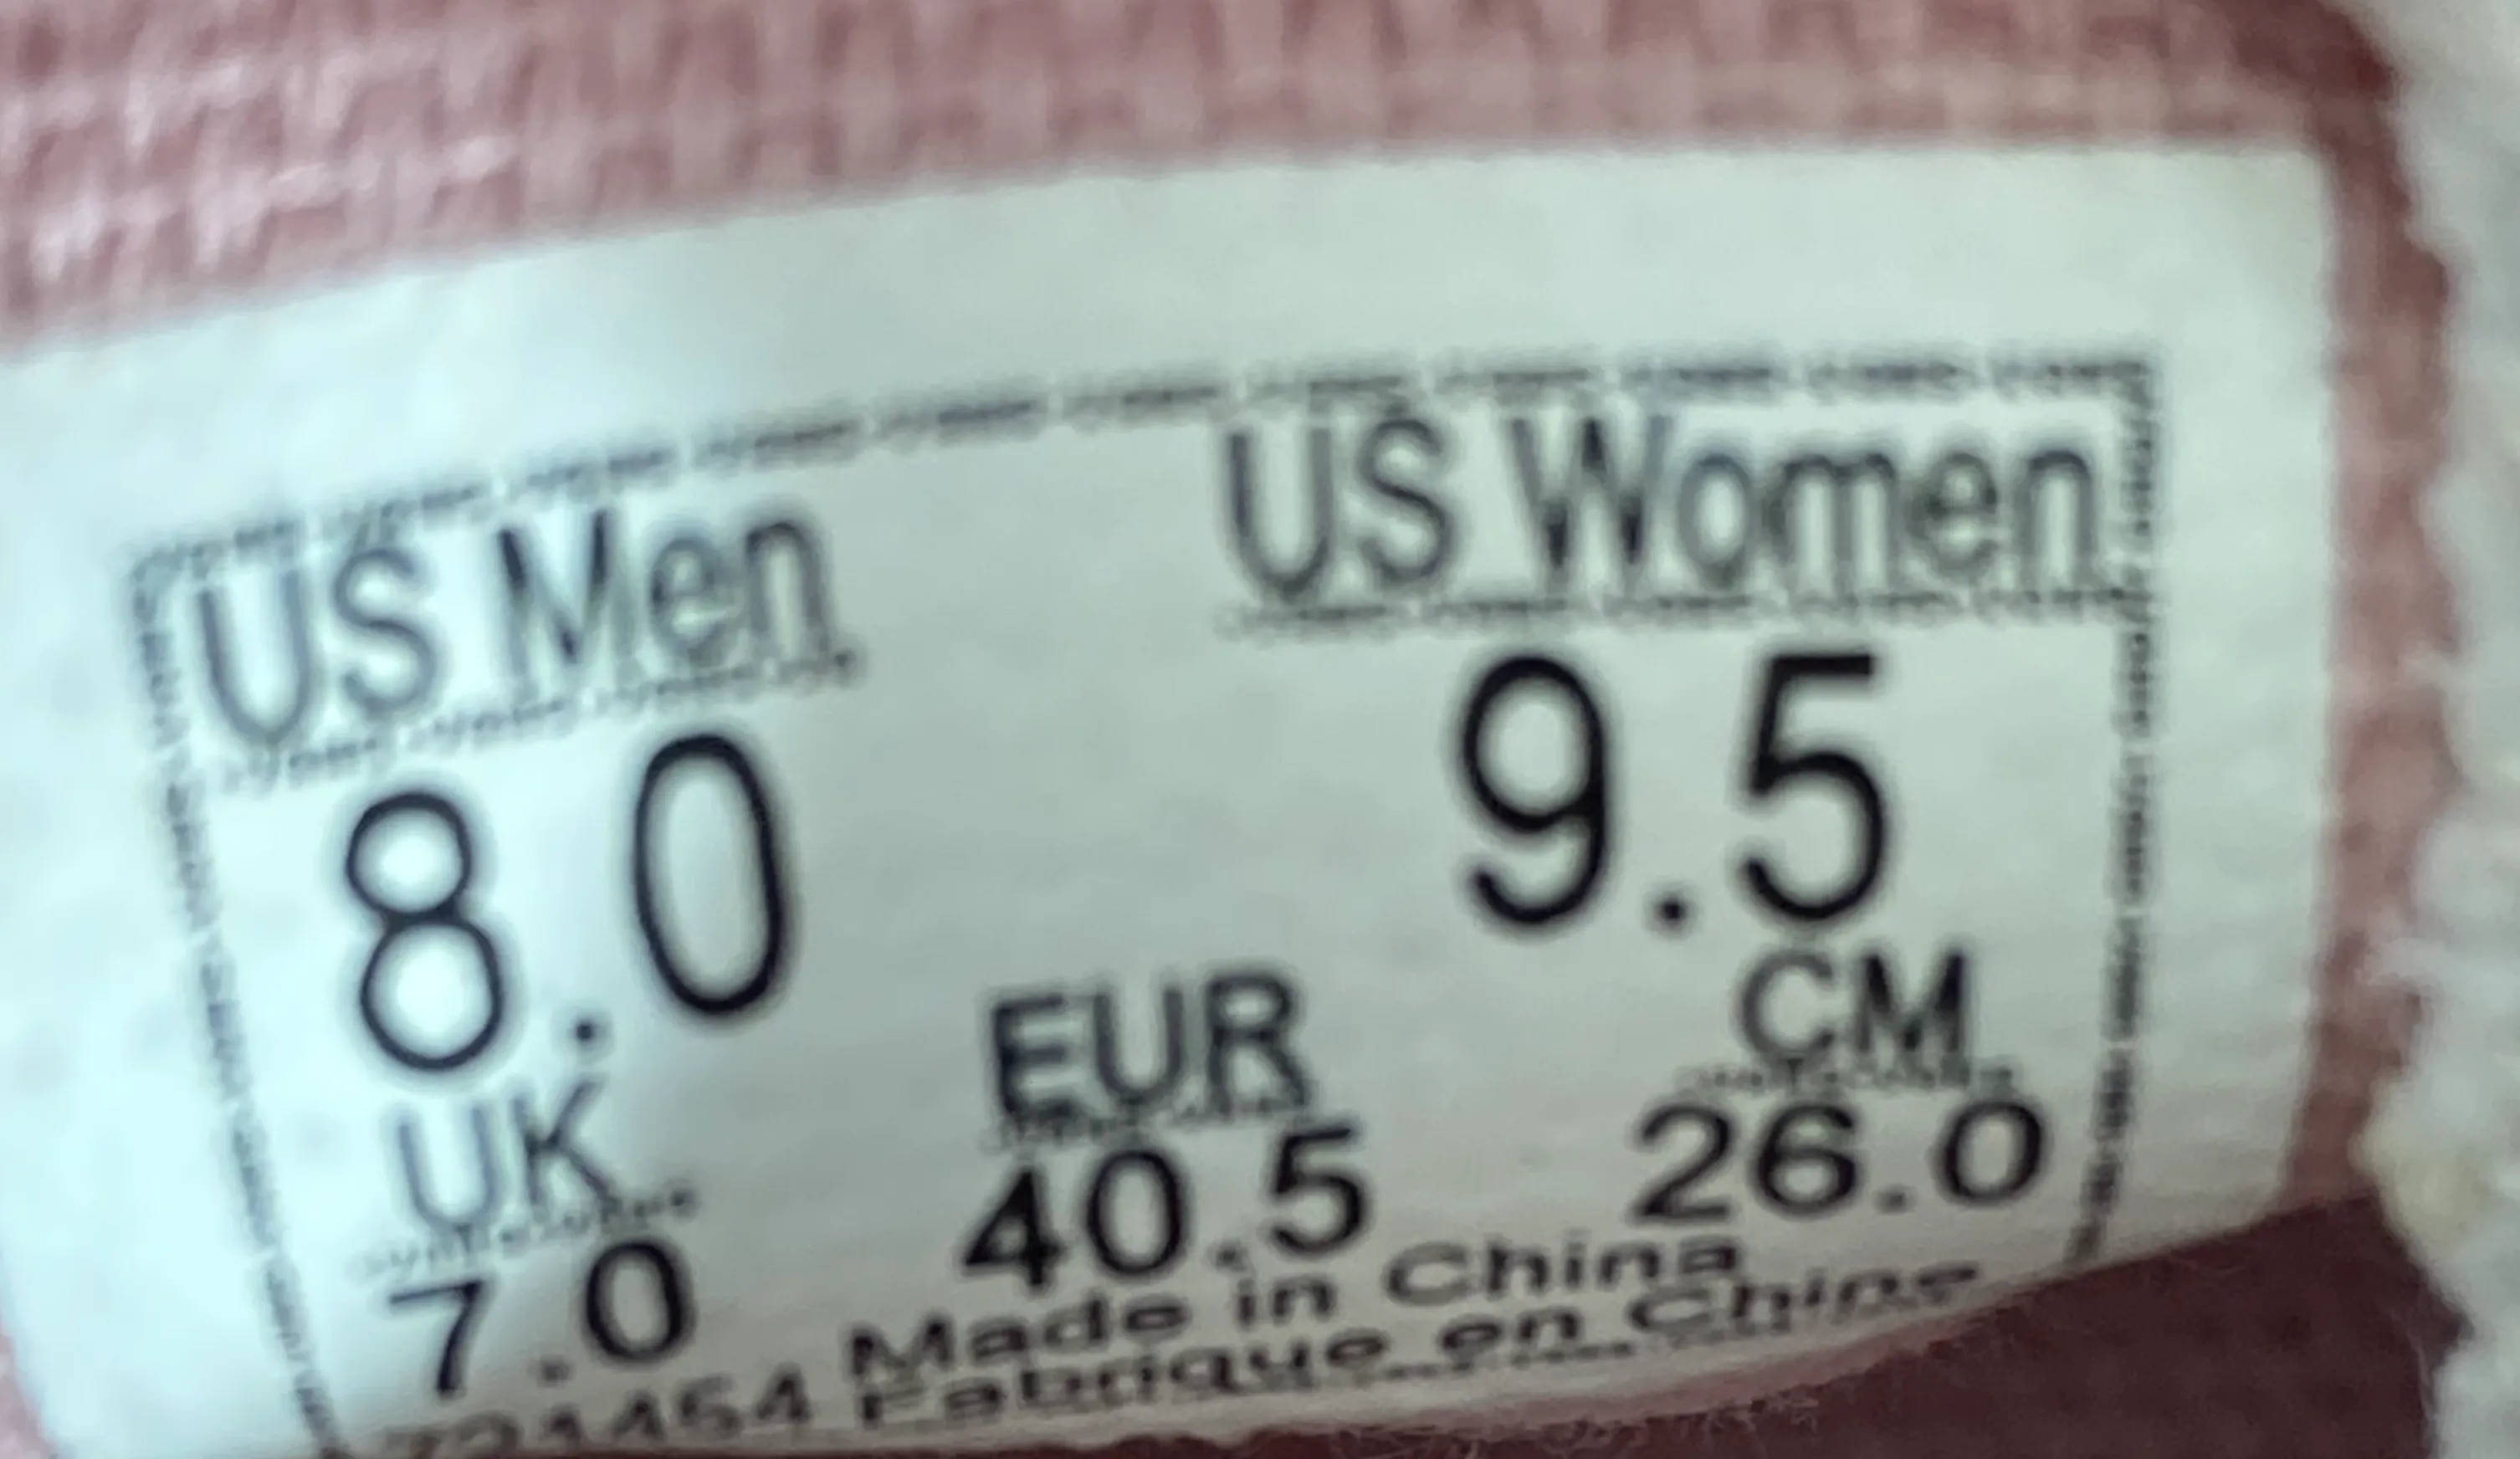 US Men US Women
8.0 9.5
UK EUR CM
7.0 40.5 26.0
Made in China
Fabrique en Chine